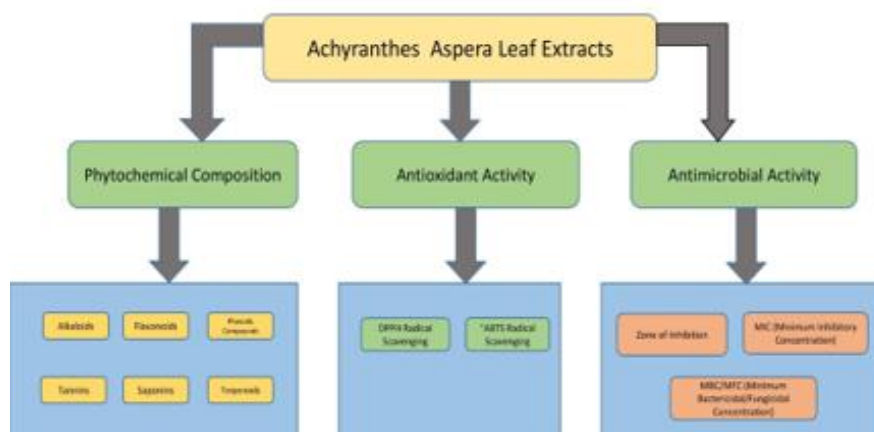 Achyranthes Aspera Leaf Extracts
Phytochemical Composition
Antioxidant Activity
Antimicrobial Activity
Alkaloids
Flavonoids
Phenolic
Compounds
Tannins
Saponins
Terpenoids
DPPH Radical
Scavenging
"ABTS Radical
Scavenging
Zone of Inhibition
MIC (Minimum Inhibitory
Concentration)
MBC/MFC (Minimum
Bactericidal/Fungicidal
Concentration)